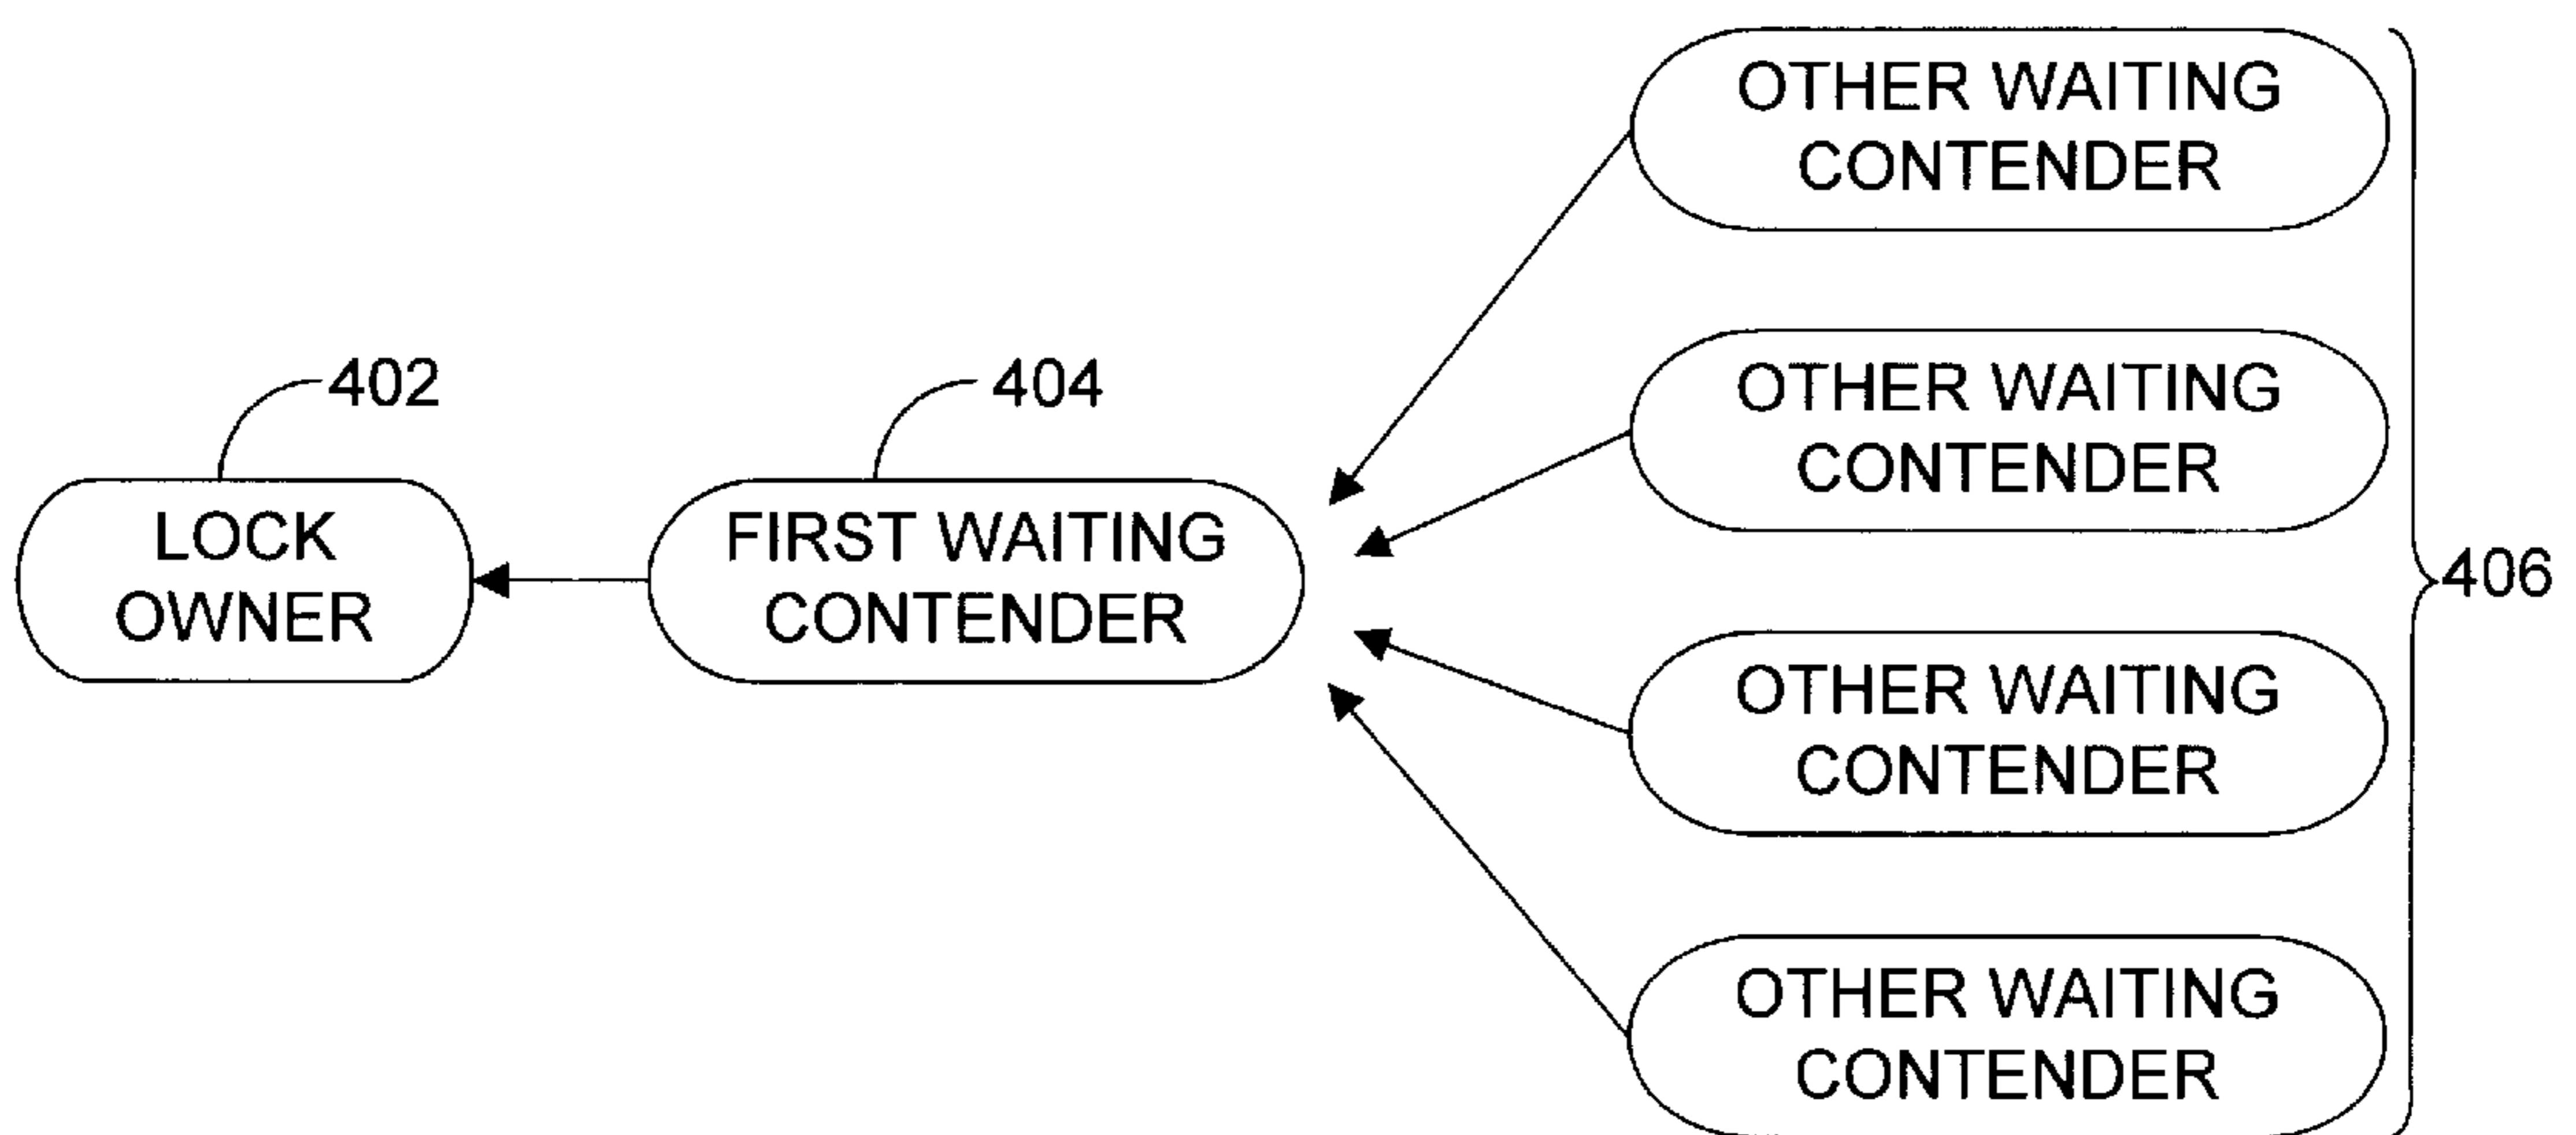 OTHER WAITING
CONTENDER
OTHER WAITING
CONTENDER
402
404
LOCK
OWNER
FIRST WAITING
CONTENDER
406
OTHER WAITING
CONTENDER
OTHER WAITING
CONTENDER